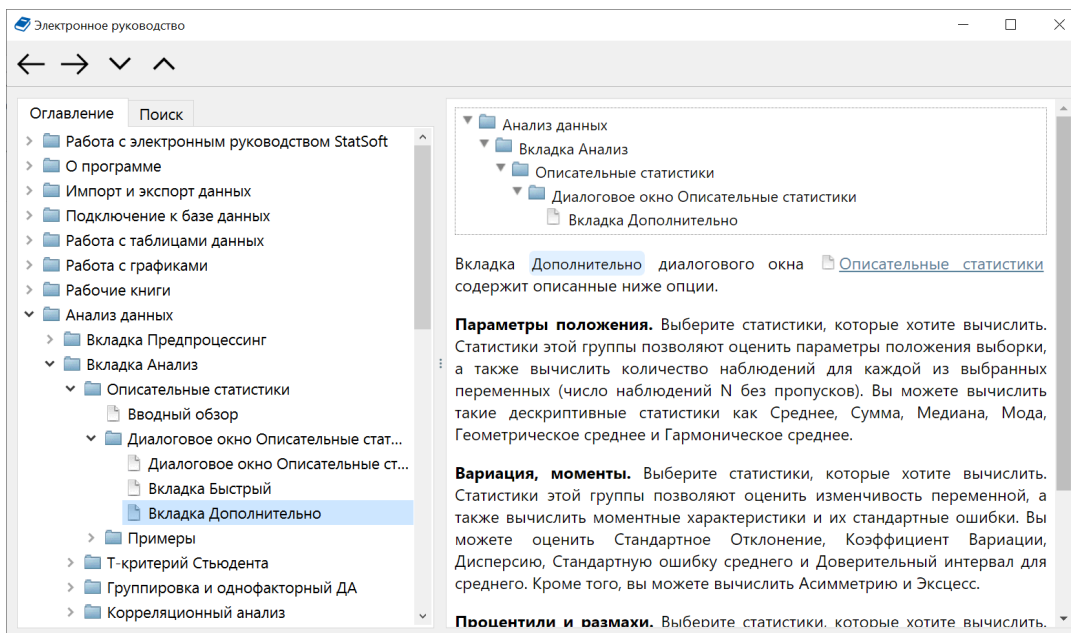 Электронное руководство
Оглавление
Поиск
Работа с электронным руководством StatSoft
О программе
Импорт и экспорт данных
Подключение к базе данных
Работа с таблицами данных
Работа с графиками
Рабочие книги
Анализ данных
Вкладка Предпроцессинг
Вкладка Анализ
Описательные статистики
Вводный обзор
Диалоговое окно Описательные стат...
Диалоговое окно Описательные ст...
Вкладка Быстрый
Вкладка Дополнительно
Примеры
Т-критерий Стьюдента
Группировка и однофакторный ДА
Корреляционный анализ
Анализ данных
Вкладка Анализ
Описательные статистики
Диалоговое окно Описательные статистики
Вкладка Дополнительно
Вкладка Дополнительно диалогового окна Описательные статистики
содержит описанные ниже опции.
Параметры положения. Выберите статистики, которые хотите вычислить.
Статистики этой группы позволяют оценить параметры положения выборки,
а также вычислить количество наблюдений для каждой из выбранных
переменных (число наблюдений N без пропусков). Вы можете вычислить
такие дескриптивные статистики как Среднее, Сумма, Медиана, Мода,
Геометрическое среднее и Гармоническое среднее.
Вариация, моменты. Выберите статистики, которые хотите вычислить.
Статистики этой группы позволяют оценить изменчивость переменной, а
также вычислить моментные характеристики и их стандартные ошибки. Вы
можете оценить Стандартное Отклонение, Коэффициент Вариации,
Дисперсию, Стандартную ошибку среднего и Доверительный интервал для
среднего. Кроме того, вы можете вычислить Асимметрию и Эксцесс.
Процентили и размахи. Выберите статистики, которые хотите вычислить.